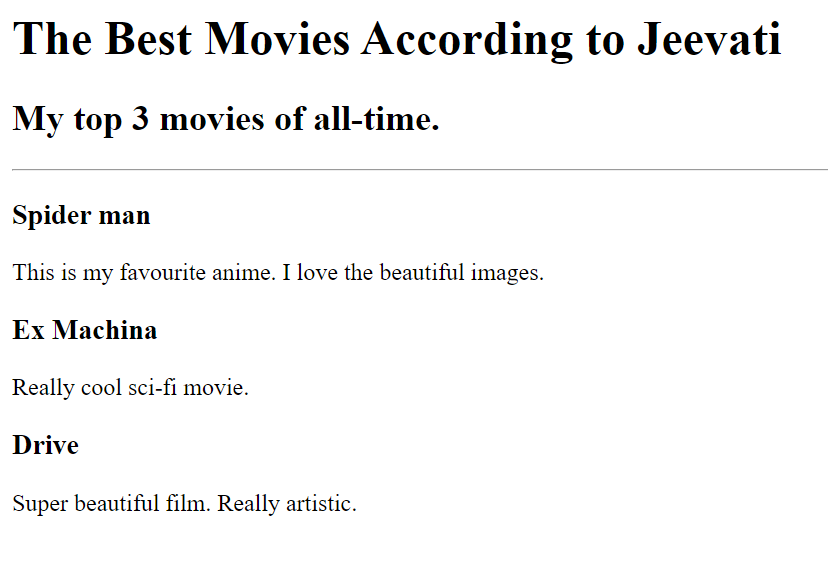 The Best Movies According to Jeevati
My top 3 movies of all-time.
Spider man
This is my favourite anime. I love the beautiful images.
Ex Machina
Really cool sci-fi movie.
Drive
Super beautiful film. Really artistic.